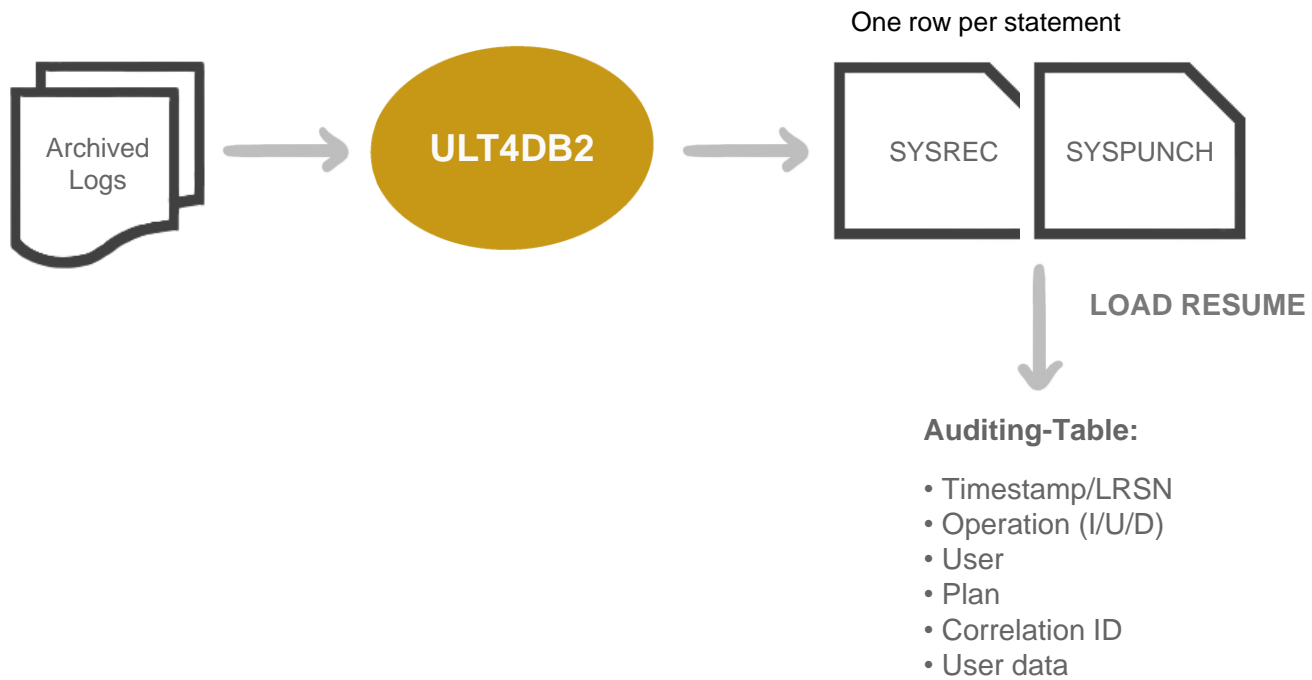 One row per statement
Archived
Logs
ULT4DB2
SYSREC
SYSPUNCH
LOAD RESUME
Auditing-Table:
• Timestamp/LRSN
• Operation (I/U/D)
• User
• Plan
• Correlation ID
• User data